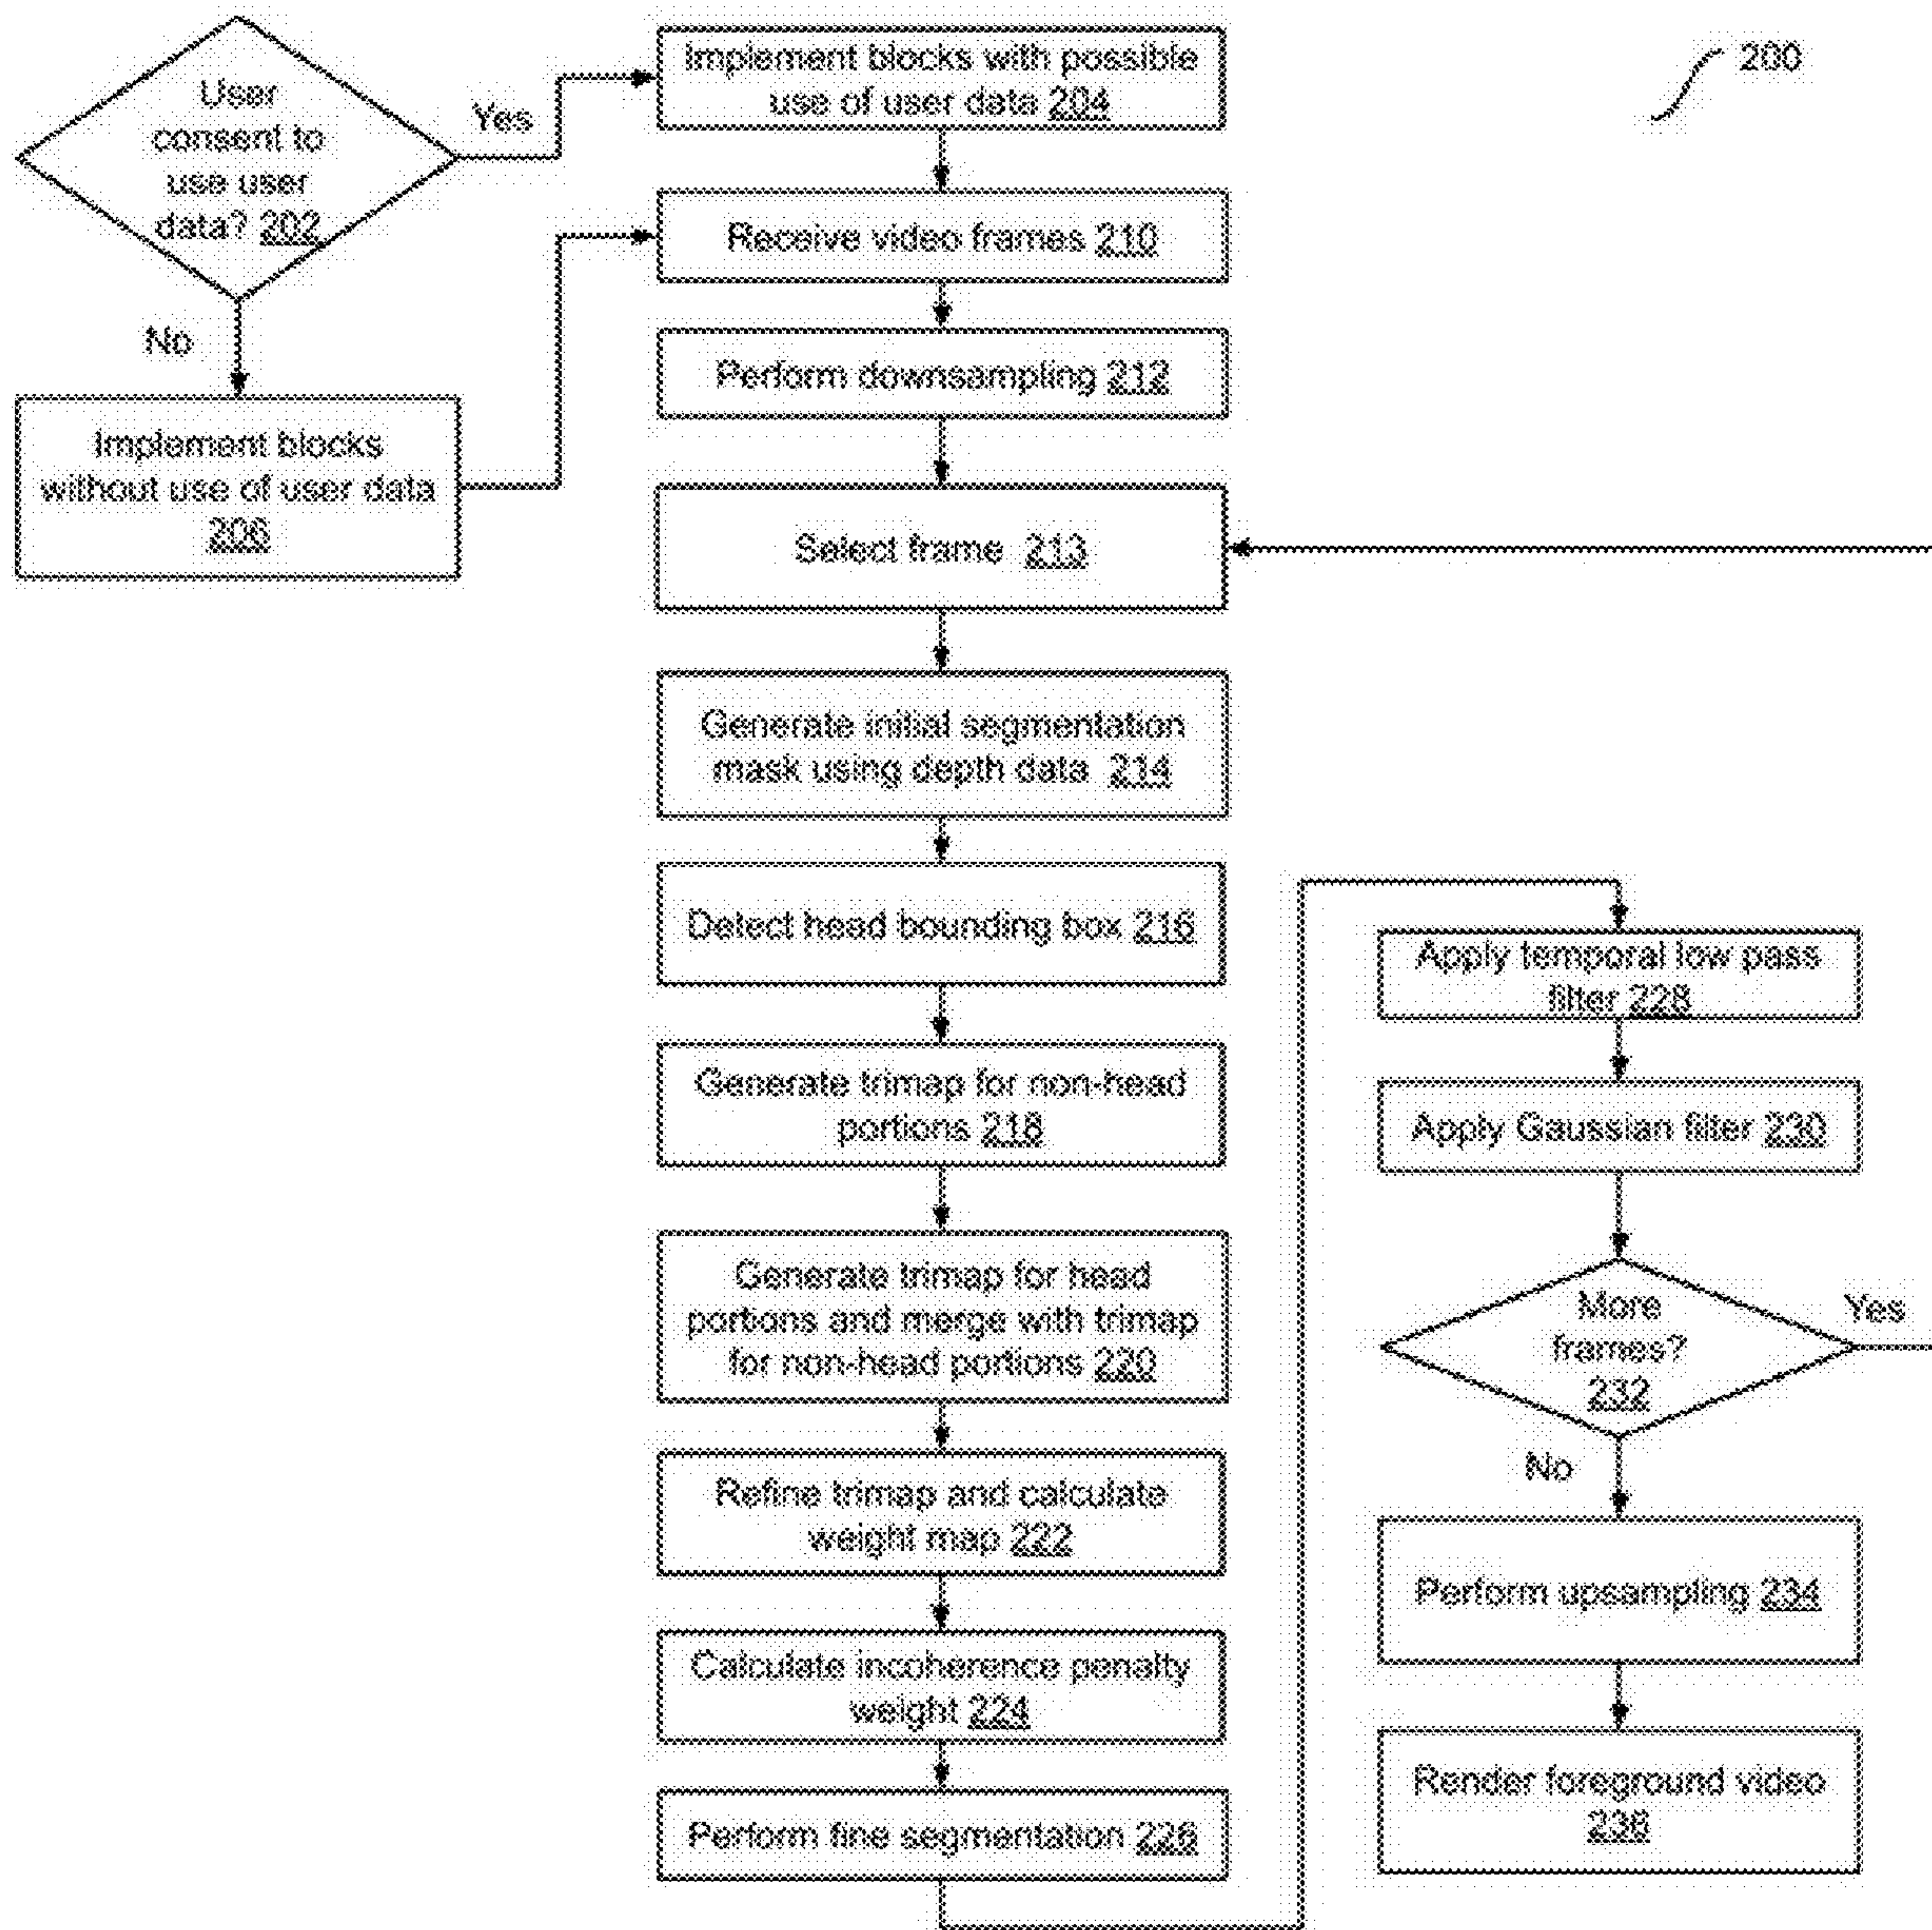 200
User
consent to
use user
data? 202
Yes
No
Implement blocks with possible
use of user data 204
Implement blocks
without use of user data
206
Receive video frames 210
Perform downsampling 212
Select frame 213
Generate initial segmentation
mask using depth data 214
Detect head bounding box 216
Generate trimap for non-head
portions 218
Generate trimap for head
portions and merge with trimap
for non-head portions 220
Refine trimap and calculate
weight map 222
Calculate incoherence penalty
weight 224
Perform fine segmentation 226
Apply temporal low pass
filter 228
Apply Gaussian filter 230
More
frames?
232
Yes
No
Perform upsampling 234
Render foreground video
236